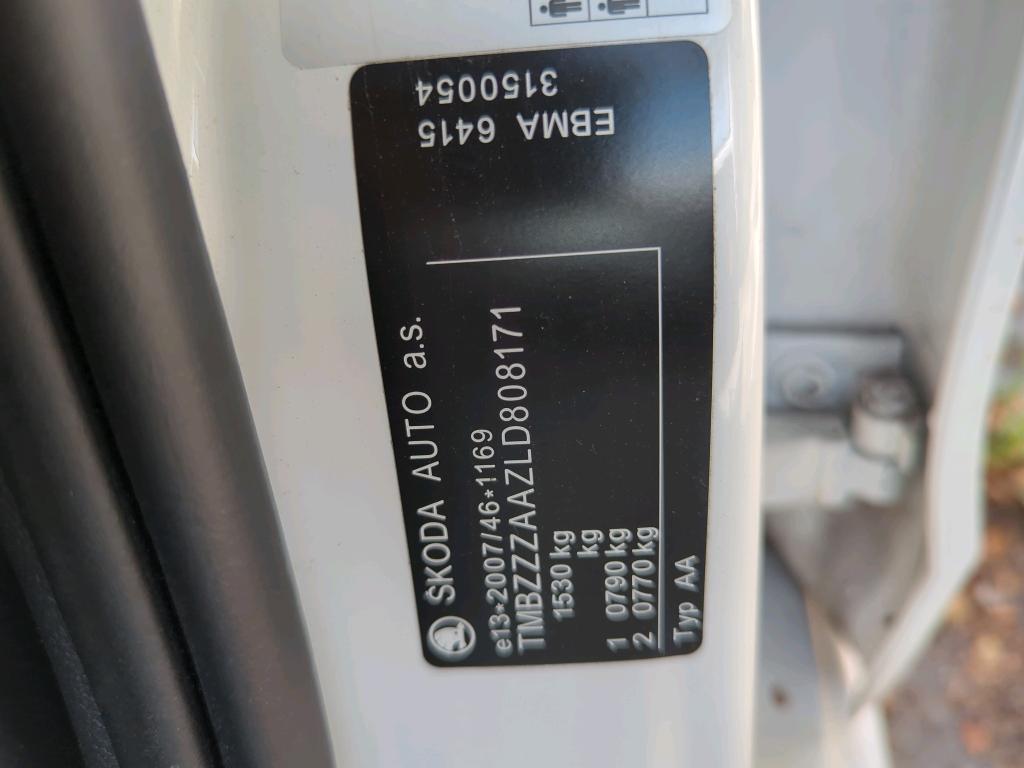 ŠKODA AUTO a.s.
e13*2007/46*1169
TMBZZZAAZLD808171
1530 kg
kg
1 0790 kg
2 0770 kg
Typ AA
EBMA 6415
3150054